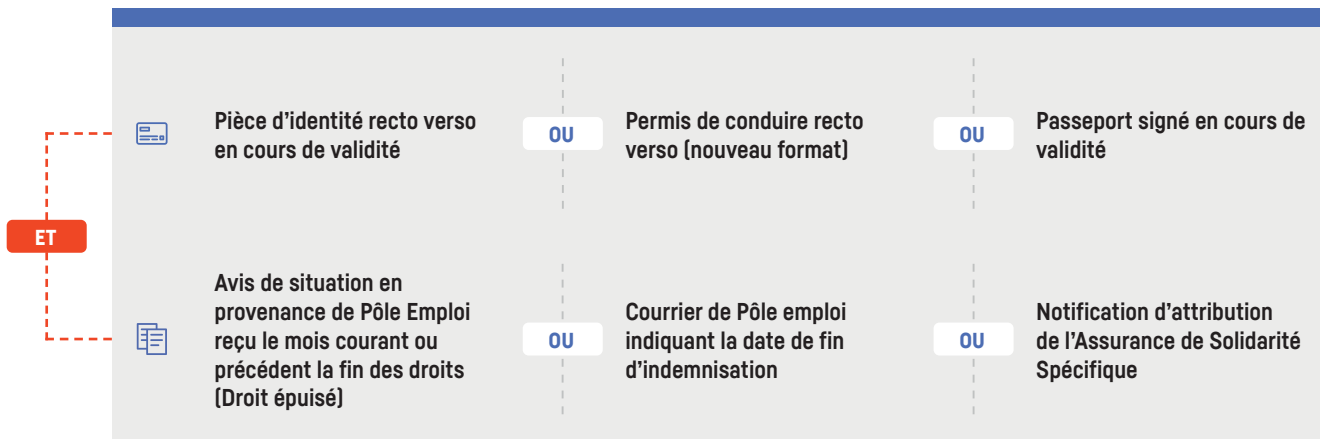 Pièce d’identité recto verso
en cours de validité
OU
Permis de conduire recto
verso (nouveau format)
OU
Passeport signé en cours de
validité
ET
Avis de situation en
provenance de Pôle Emploi
reçu le mois courant ou
précédent la fin des droits
(Droit épuisé)
OU
Courrier de Pôle emploi
indiquant la date de fin
d’indemnisation
OU
Notification d’attribution
de l’Assurance de Solidarité
Spécifique